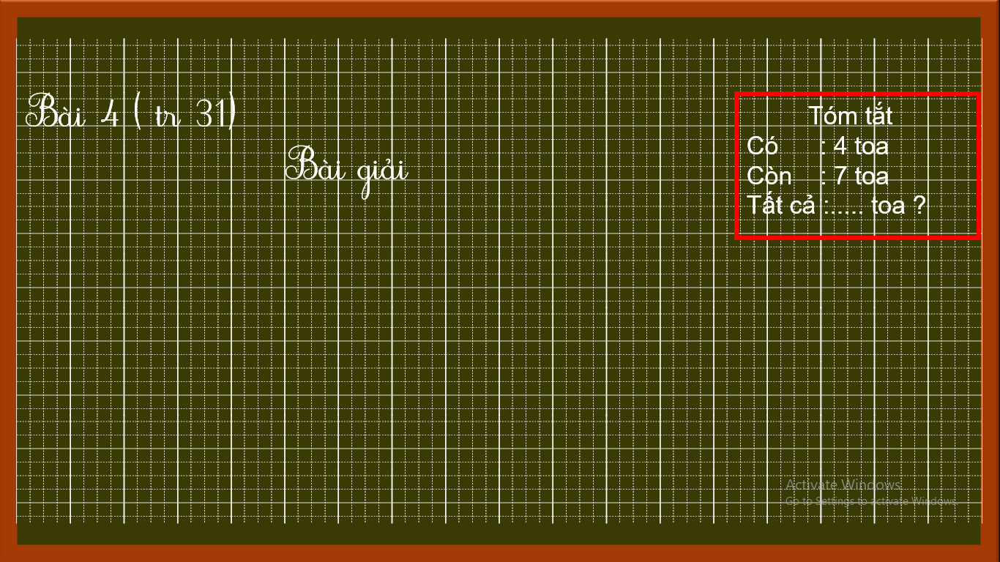 Bài 4 ( tr 31)
Bài giải
Tóm tắt
Có : 4 toa
Còn : 7 toa
Tất cả :..... toa ?
Activate Windows
Go to Settings to activate Windows.